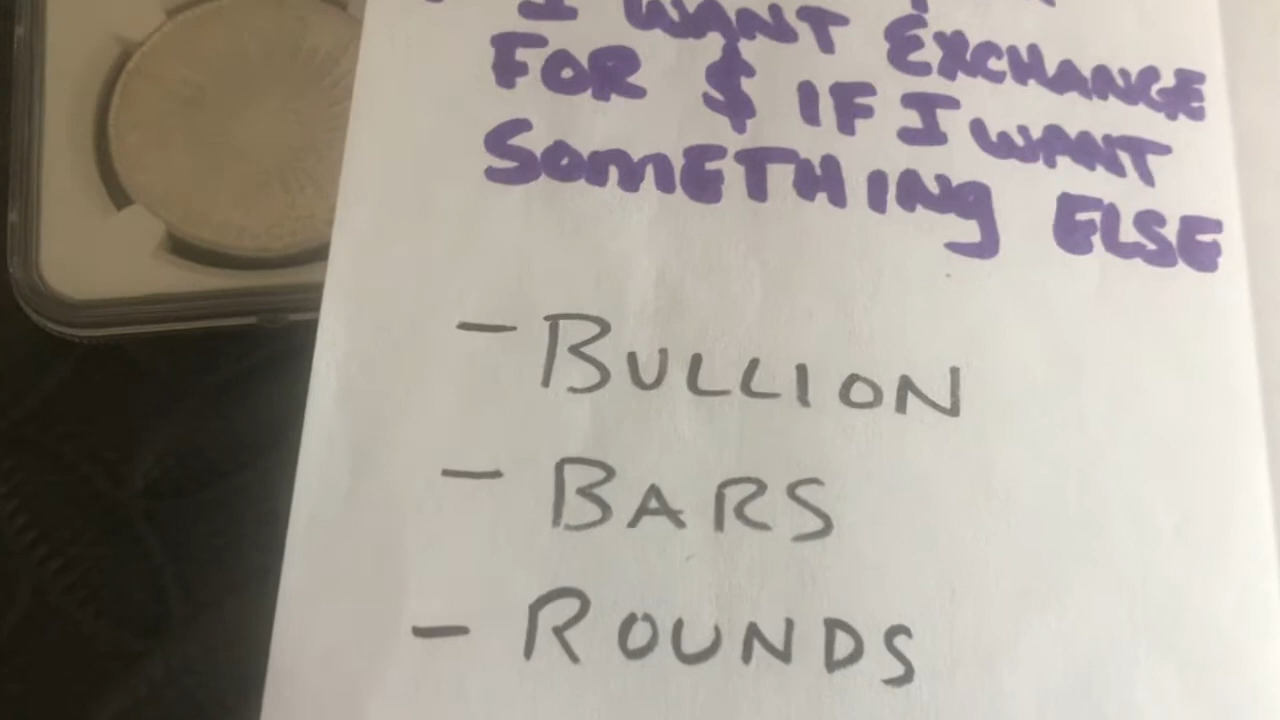 I WANT EXCHANGE
FOR $ IF I WANT
SOMETHING ELSE
- BULLION
- BARS
- ROUNDS